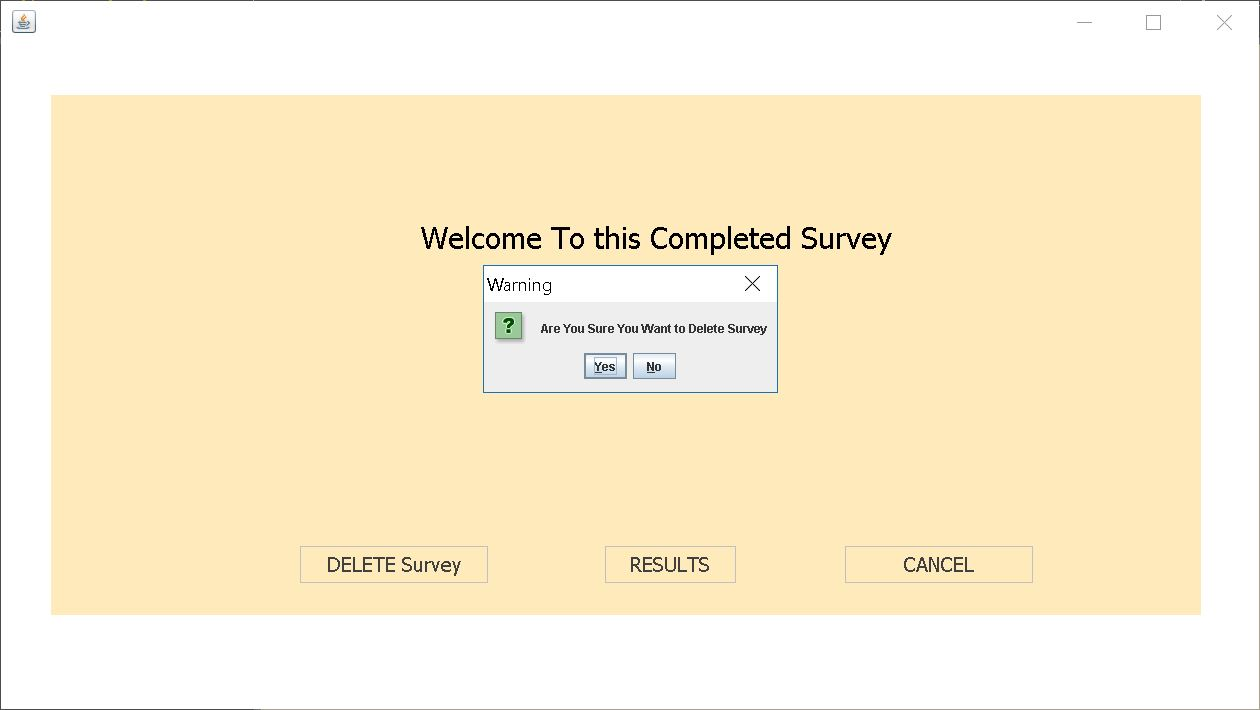 Welcome To this Completed Survey
Warning
?
Are You Sure You Want to Delete Survey
Yes No
DELETE Survey RESULTS CANCEL